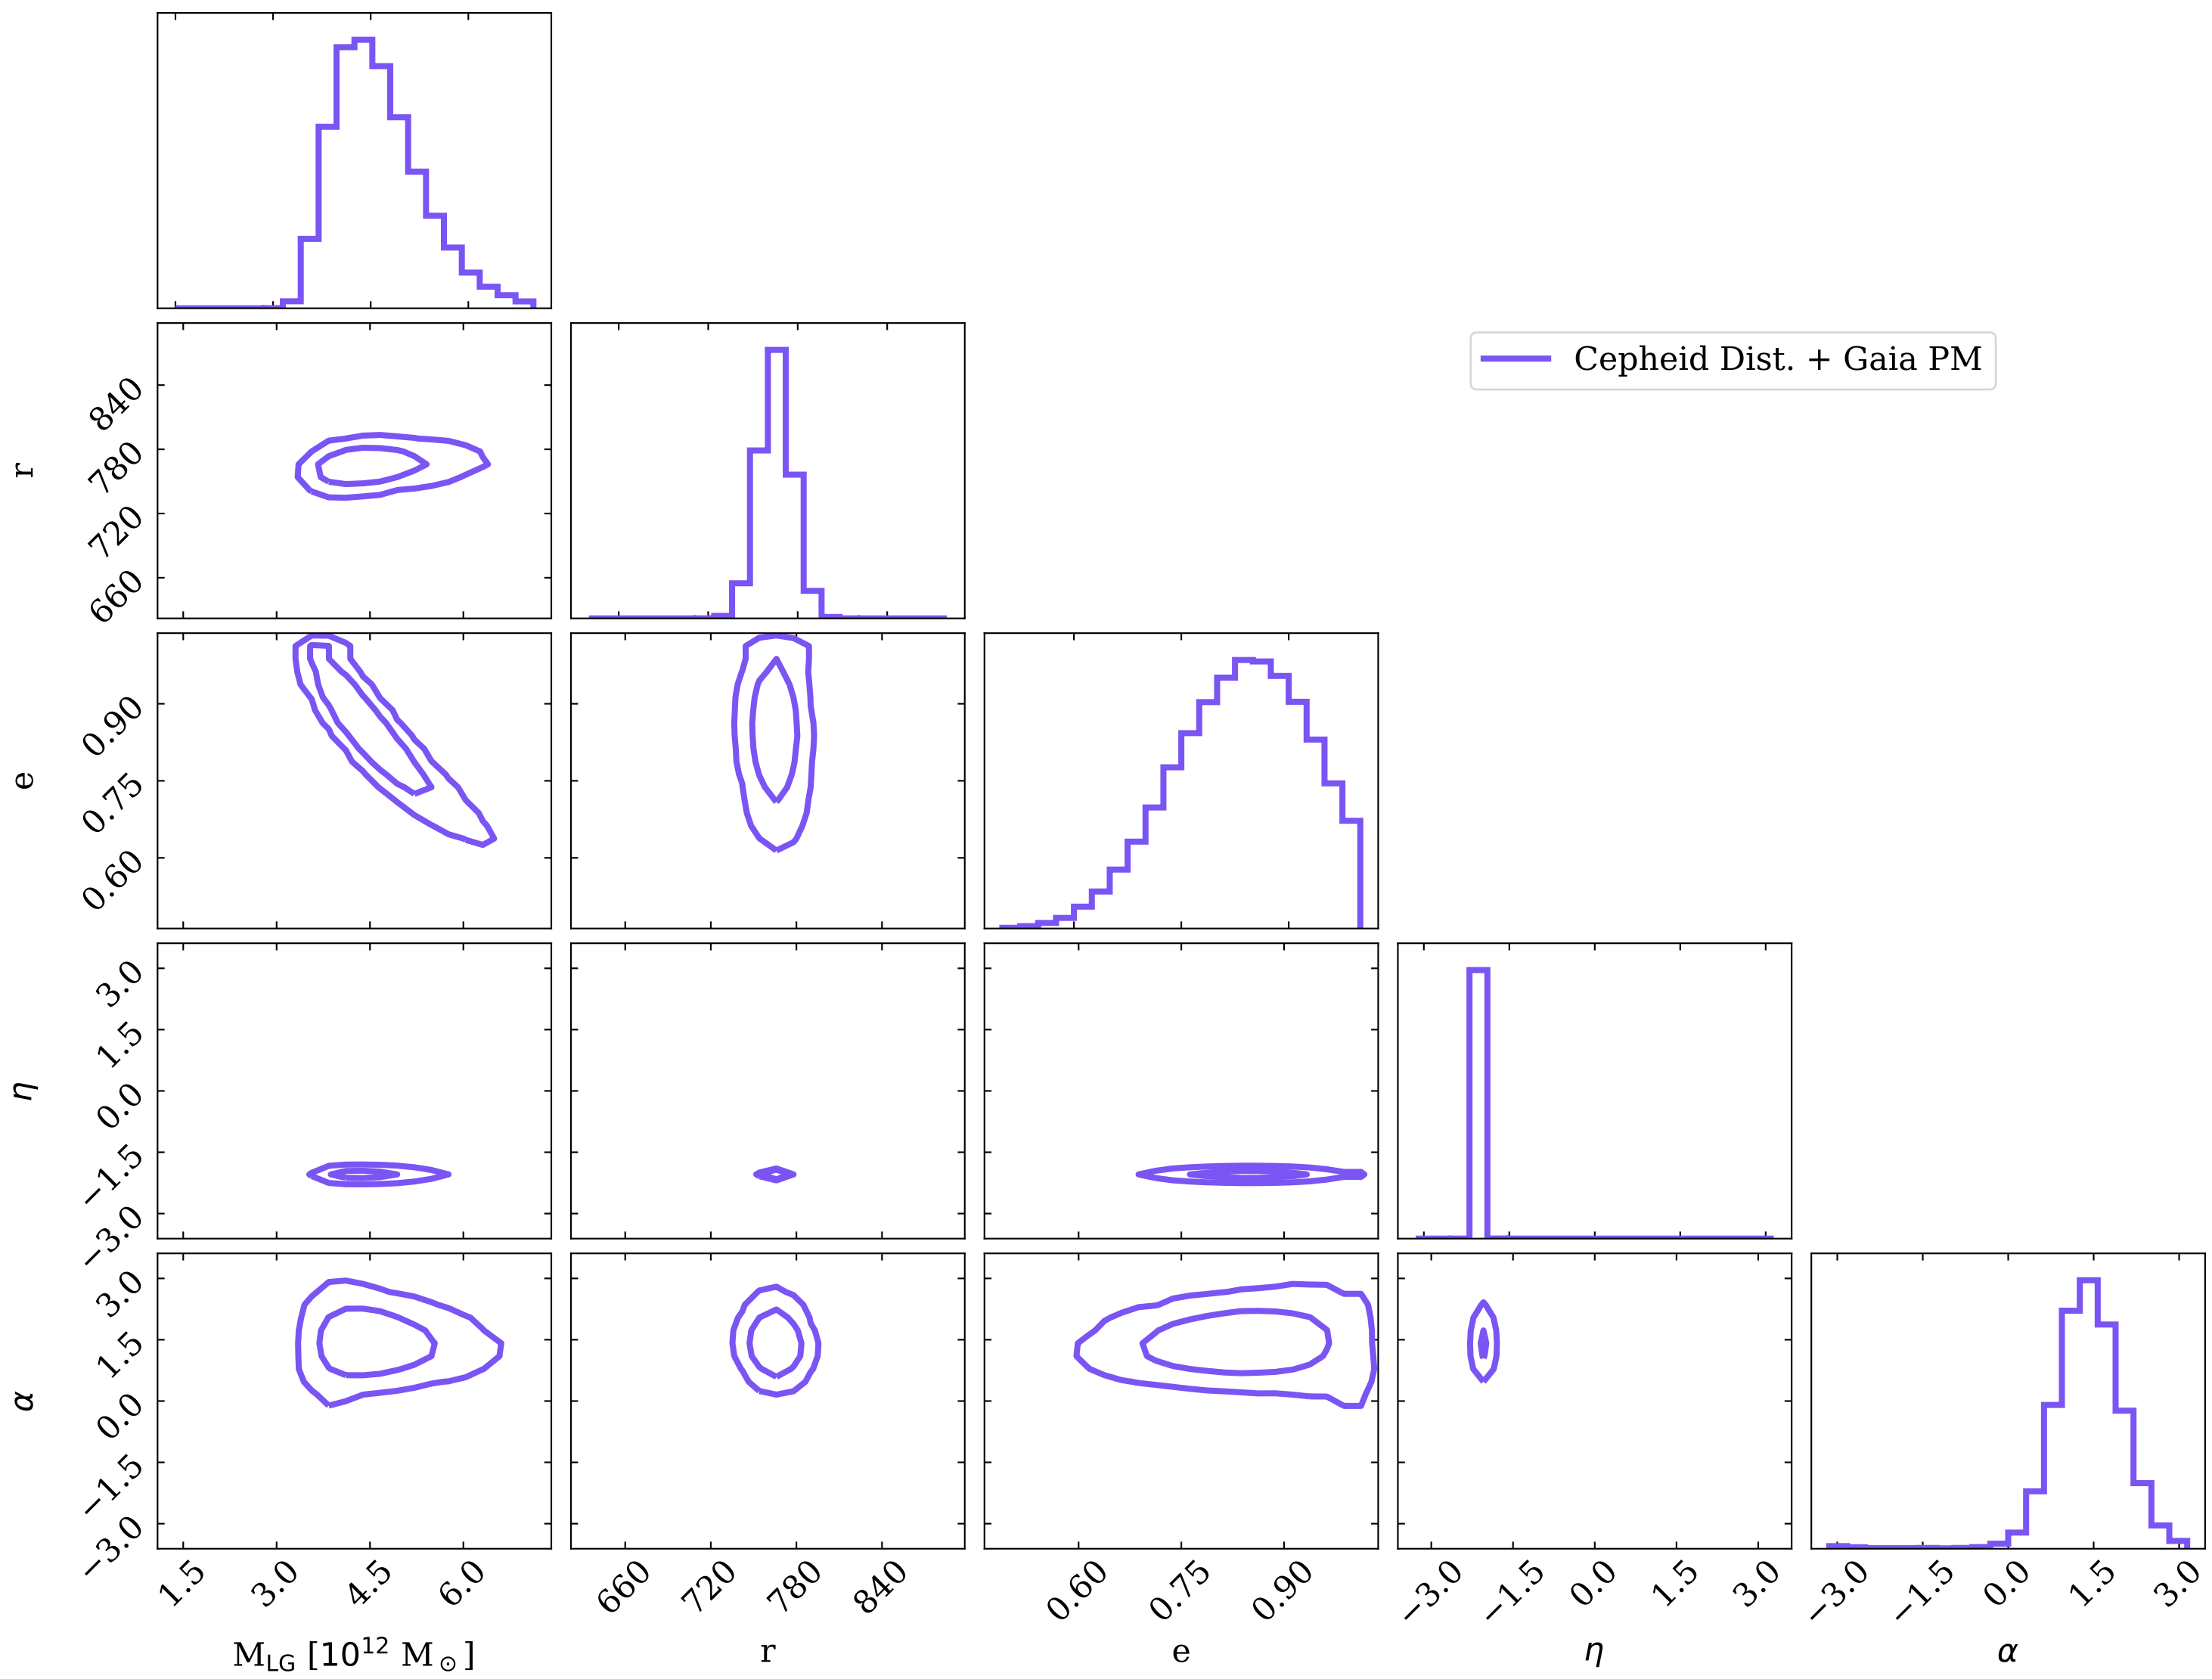 Cepheid Dist. + Gaia PM
r
840
780
720
660
e
0.90
0.75
0.60
η
3.0
1.5
0.0
−1.5
−3.0
α
3.0
1.5
0.0
−1.5
−3.0
1.5 3.0 4.5 6.0 660 720 780 840 0.60 0.75 0.90 −3.0 −1.5 0.0 1.5 3.0 −3.0 −1.5 0.0 1.5 3.0
M_LG [10^12 M_⊙] r e η α